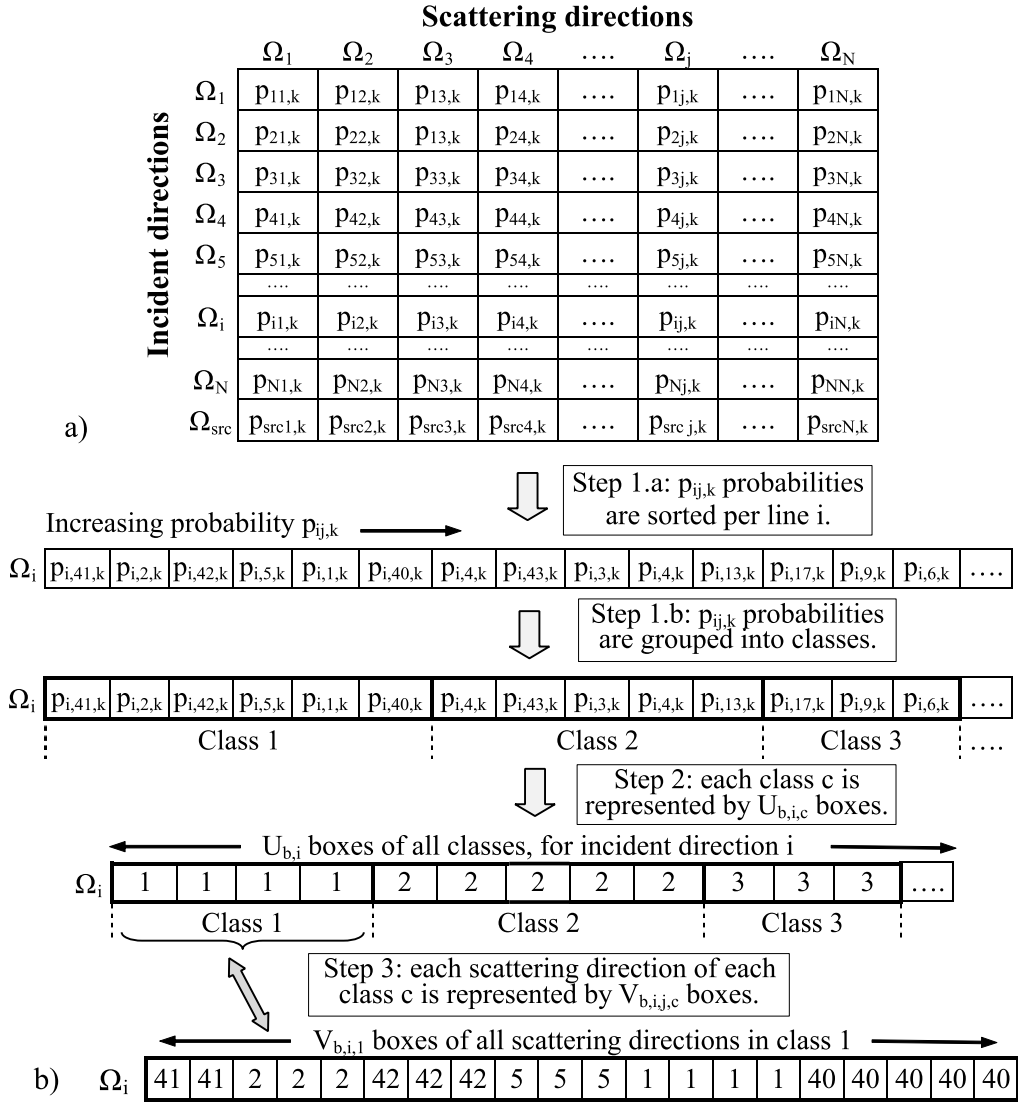 Scattering directions
Ω1 Ω2 Ω3 Ω4 .... Ωj .... ΩN
Incident directions
Ω1 p11,k p12,k p13,k p14,k .... p1j,k .... p1N,k
Ω2 p21,k p22,k p13,k p24,k .... p2j,k .... p2N,k
Ω3 p31,k p32,k p33,k p34,k .... p3j,k .... p3N,k
Ω4 p41,k p42,k p43,k p44,k .... p4j,k .... p4N,k
Ω5 p51,k p52,k p53,k p54,k .... p5j,k .... p5N,k
.... .... .... .... .... .... .... ....
Ωi pi1,k pi2,k pi3,k pi4,k .... pij,k .... piN,k
.... .... .... .... .... .... .... ....
ΩN pN1,k pN2,k pN3,k pN4,k .... pNj,k .... pNN,k
Ωsrc psrc1,k psrc2,k psrc3,k psrc4,k .... psrc j,k .... psrcN,k
a)
Step 1.a: pij,k probabilities
are sorted per line i.
Increasing probability pij,k
Ωi pi,41,k pi,2,k pi,42,k pi,5,k pi,1,k pi,40,k pi,4,k pi,43,k pi,3,k pi,4,k pi,13,k pi,17,k pi,9,k pi,6,k ....
Step 1.b: pij,k probabilities
are grouped into classes.
Ωi pi,41,k pi,2,k pi,42,k pi,5,k pi,1,k pi,40,k pi,4,k pi,43,k pi,3,k pi,4,k pi,13,k pi,17,k pi,9,k pi,6,k ....
Class 1 Class 2 Class 3 ....
Step 2: each class c is
represented by Ub,i,c boxes.
Ub,i boxes of all classes, for incident direction i
Ωi 1 1 1 1 2 2 2 2 2 3 3 3 ....
Class 1 Class 2 Class 3
Step 3: each scattering direction of each
class c is represented by Vb,i,j,c boxes.
Vb,i,1 boxes of all scattering directions in class 1
b) Ωi 41 41 2 2 2 42 42 42 5 5 5 1 1 1 1 40 40 40 40 40